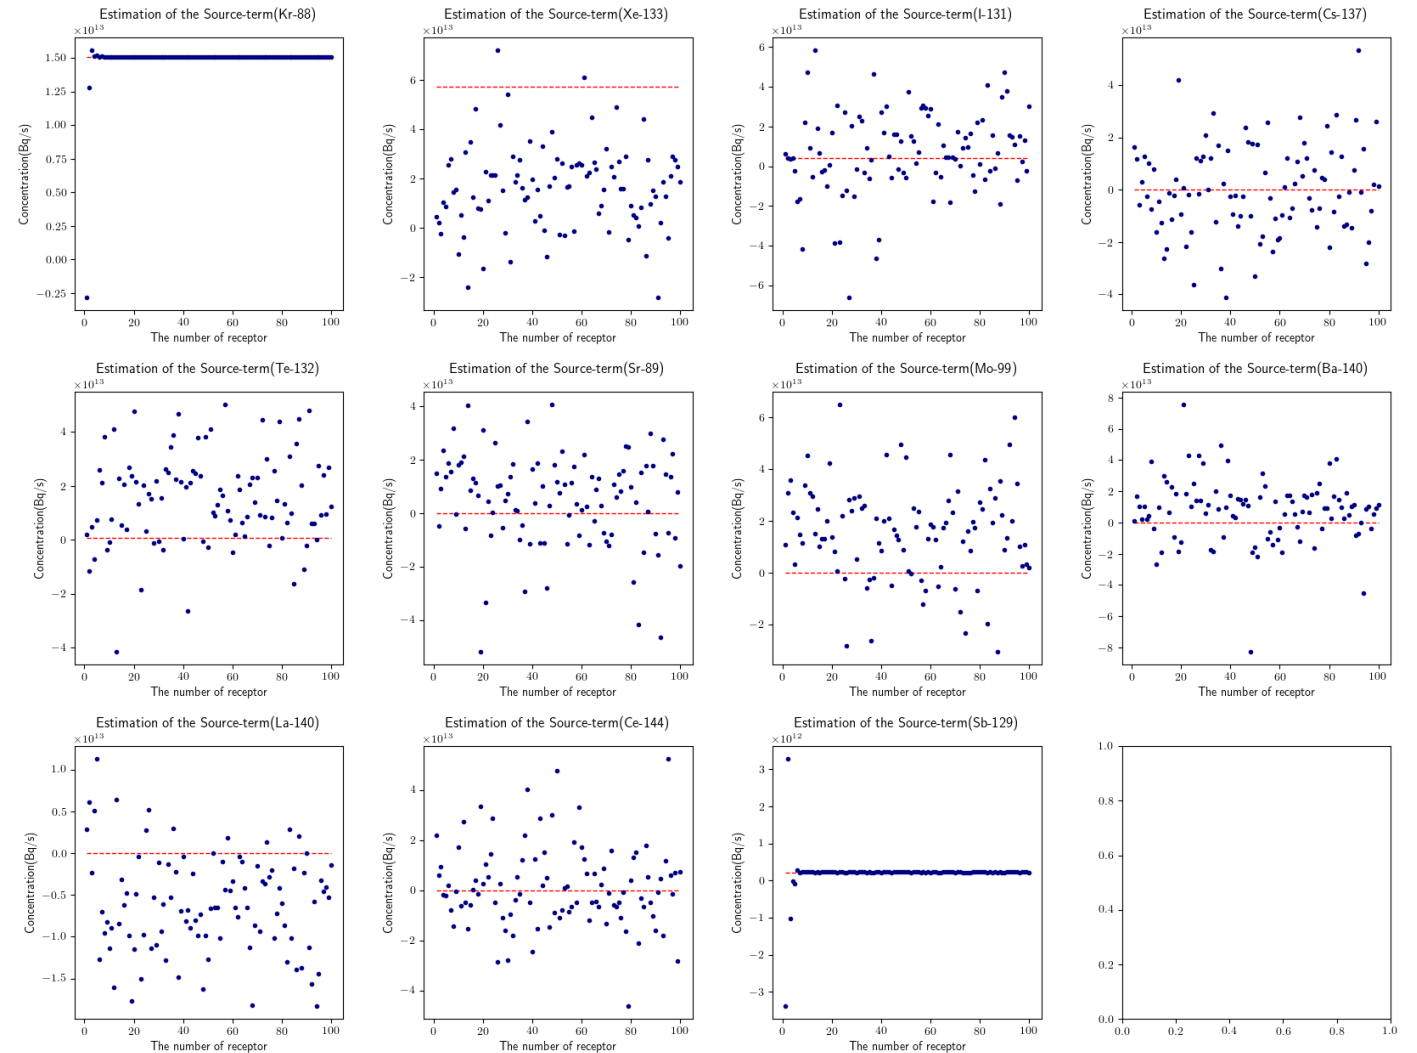 Estimation of the Source-term(Kr-88)
×10^13
1.50
1.25
1.00
0.75
0.50
0.25
0.00
−0.25
Concentration(Bq/s)
0 20 40 60 80 100
The number of receptor
Estimation of the Source-term(Xe-133)
×10^13
6
4
2
0
−2
Concentration(Bq/s)
0 20 40 60 80 100
The number of receptor
Estimation of the Source-term(I-131)
×10^13
6
4
2
0
−2
−4
−6
Concentration(Bq/s)
0 20 40 60 80 100
The number of receptor
Estimation of the Source-term(Cs-137)
×10^13
4
2
0
−2
−4
Concentration(Bq/s)
0 20 40 60 80 100
The number of receptor
Estimation of the Source-term(Te-132)
×10^13
4
2
0
−2
−4
Concentration(Bq/s)
0 20 40 60 80 100
The number of receptor
Estimation of the Source-term(Sr-89)
×10^13
4
2
0
−2
−4
Concentration(Bq/s)
0 20 40 60 80 100
The number of receptor
Estimation of the Source-term(Mo-99)
×10^13
6
4
2
0
−2
Concentration(Bq/s)
0 20 40 60 80 100
The number of receptor
Estimation of the Source-term(Ba-140)
×10^13
8
6
4
2
0
−2
−4
−6
−8
Concentration(Bq/s)
0 20 40 60 80 100
The number of receptor
Estimation of the Source-term(La-140)
×10^13
1.0
0.5
0.0
−0.5
−1.0
−1.5
Concentration(Bq/s)
0 20 40 60 80 100
The number of receptor
Estimation of the Source-term(Ce-144)
×10^13
4
2
0
−2
−4
Concentration(Bq/s)
0 20 40 60 80 100
The number of receptor
Estimation of the Source-term(Sb-129)
×10^12
3
2
1
0
−1
−2
−3
Concentration(Bq/s)
0 20 40 60 80 100
The number of receptor
1.0
0.8
0.6
0.4
0.2
0.0
0.0 0.2 0.4 0.6 0.8 1.0